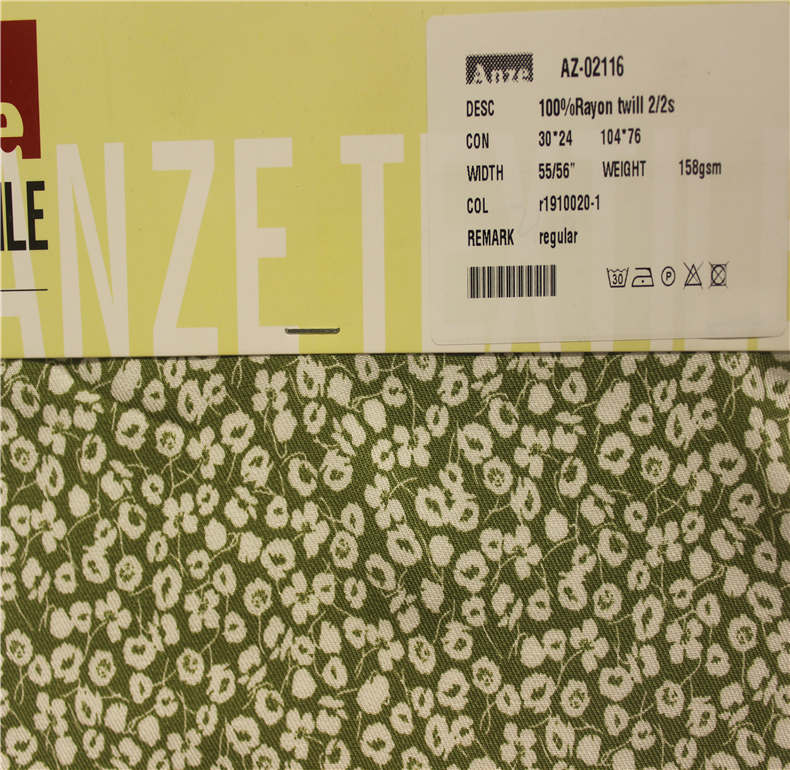 e
ILE
ANZE TEXTILE
Anze AZ-02116
DESC 100%Rayon twill 2/2s
CON 30*24 104*76
WIDTH 55/56" WEIGHT 158gsm
COL r1910020-1
REMARK regular
30 P